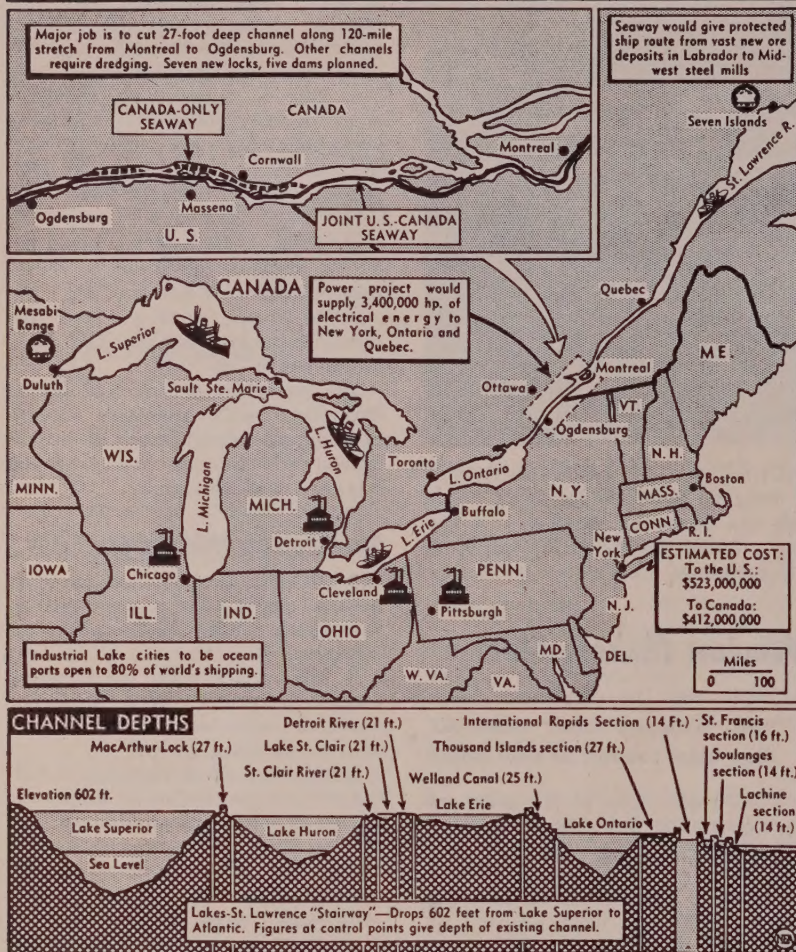 Major job is to cut 27-foot deep channel along 120-mile
stretch from Montreal to Ogdensburg. Other channels
require dredging. Seven new locks, five dams planned.
CANADA-ONLY
SEAWAY
CANADA
Cornwall
Montreal
Ogdensburg
Massena
U. S.
JOINT U. S.-CANADA
SEAWAY
Seaway would give protected
ship route from vast new ore
deposits in Labrador to Mid-
west steel mills
Seven Islands
St. Lawrence R.
Quebec
CANADA
Power project would
supply 3,400,000 hp. of
electrical energy to
New York, Ontario and
Quebec.
Mesabi
Range
L. Superior
Duluth
Sault Ste. Marie
Ottawa
Montreal
Ogdensburg
ME.
VT.
N. H.
WIS.
L. Michigan
L. Huron
Toronto
L. Ontario
MINN.
MICH.
Buffalo
N. Y.
MASS.
Boston
CONN.
R. I.
Detroit
L. Erie
New
York
IOWA
Chicago
Cleveland
PENN.
Pittsburgh
N. J.
ILL.
IND.
OHIO
MD.
DEL.
W. VA.
VA.
ESTIMATED COST:
To the U. S.:
$523,000,000
To Canada:
$412,000,000
Industrial Lake cities to be ocean
ports open to 80% of world's shipping.
Miles
0 100
CHANNEL DEPTHS
MacArthur Lock (27 ft.)
Detroit River (21 ft.)
Lake St. Clair (21 ft.)
St. Clair River (21 ft.)
International Rapids Section (14 Ft.)
Thousand Islands section (27 ft.)
Welland Canal (25 ft.)
St. Francis
section (16 ft.)
Soulanges
section (14 ft.)
Lachine
section
(14 ft.)
Elevation 602 ft.
Lake Superior
Sea Level
Lake Huron
Lake Erie
Lake Ontario
Lakes-St. Lawrence "Stairway"—Drops 602 feet from Lake Superior to
Atlantic. Figures at control points give depth of existing channel.